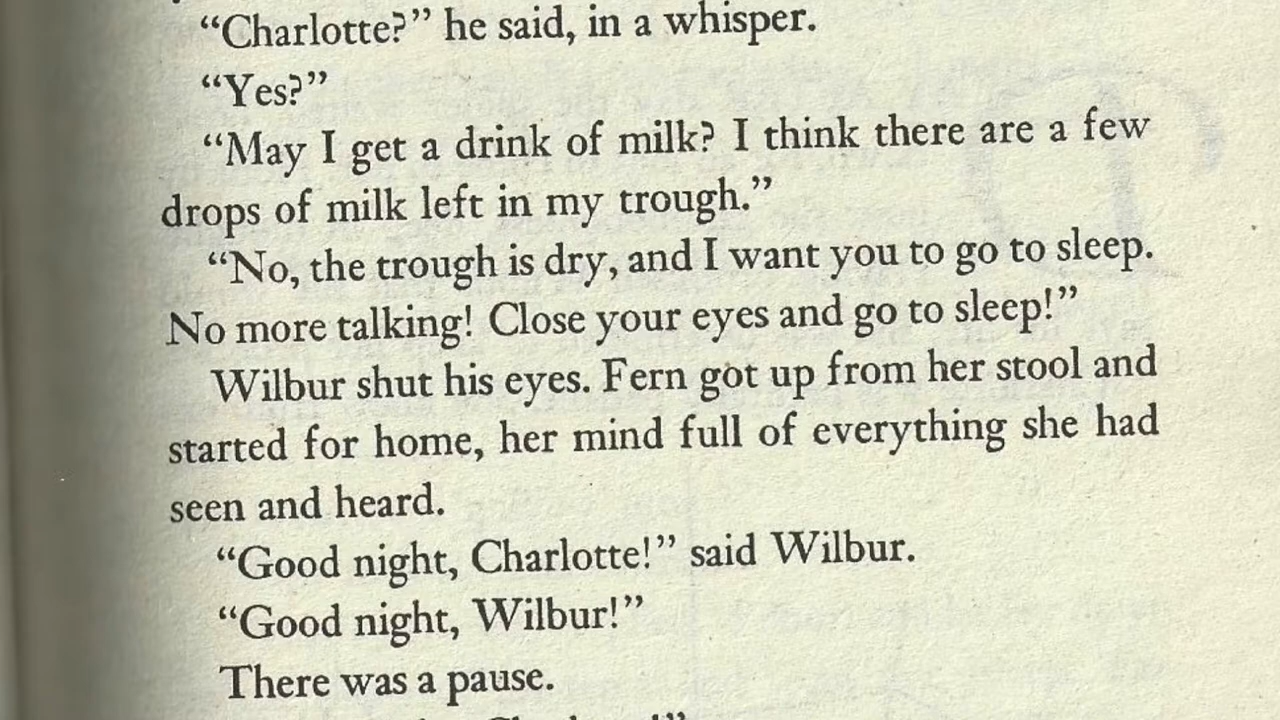 “Charlotte?” he said, in a whisper.
“Yes?”
“May I get a drink of milk? I think there are a few
drops of milk left in my trough.”
“No, the trough is dry, and I want you to go to sleep.
No more talking! Close your eyes and go to sleep!”
Wilbur shut his eyes. Fern got up from her stool and
started for home, her mind full of everything she had
seen and heard.
“Good night, Charlotte!” said Wilbur.
“Good night, Wilbur!”
There was a pause.